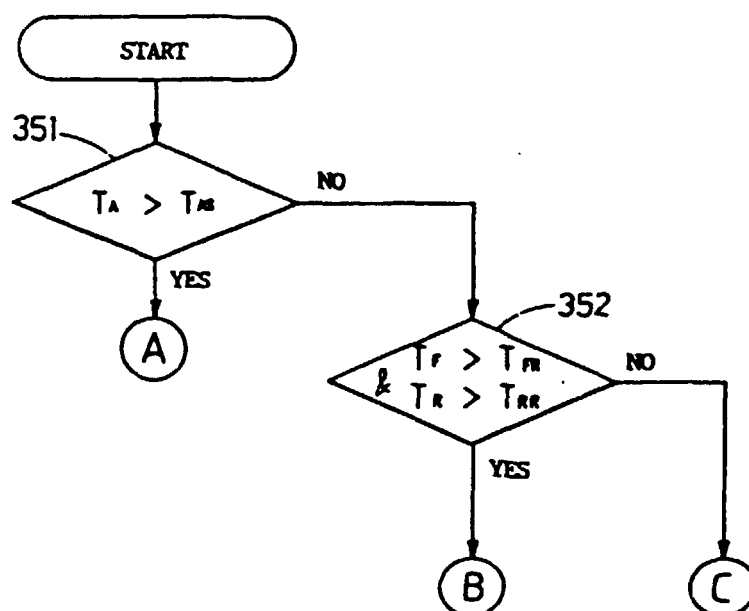 START
351
TA > TAS
NO
YES
A
352
TF > TFR
& TR > TRR
NO
YES
B
C